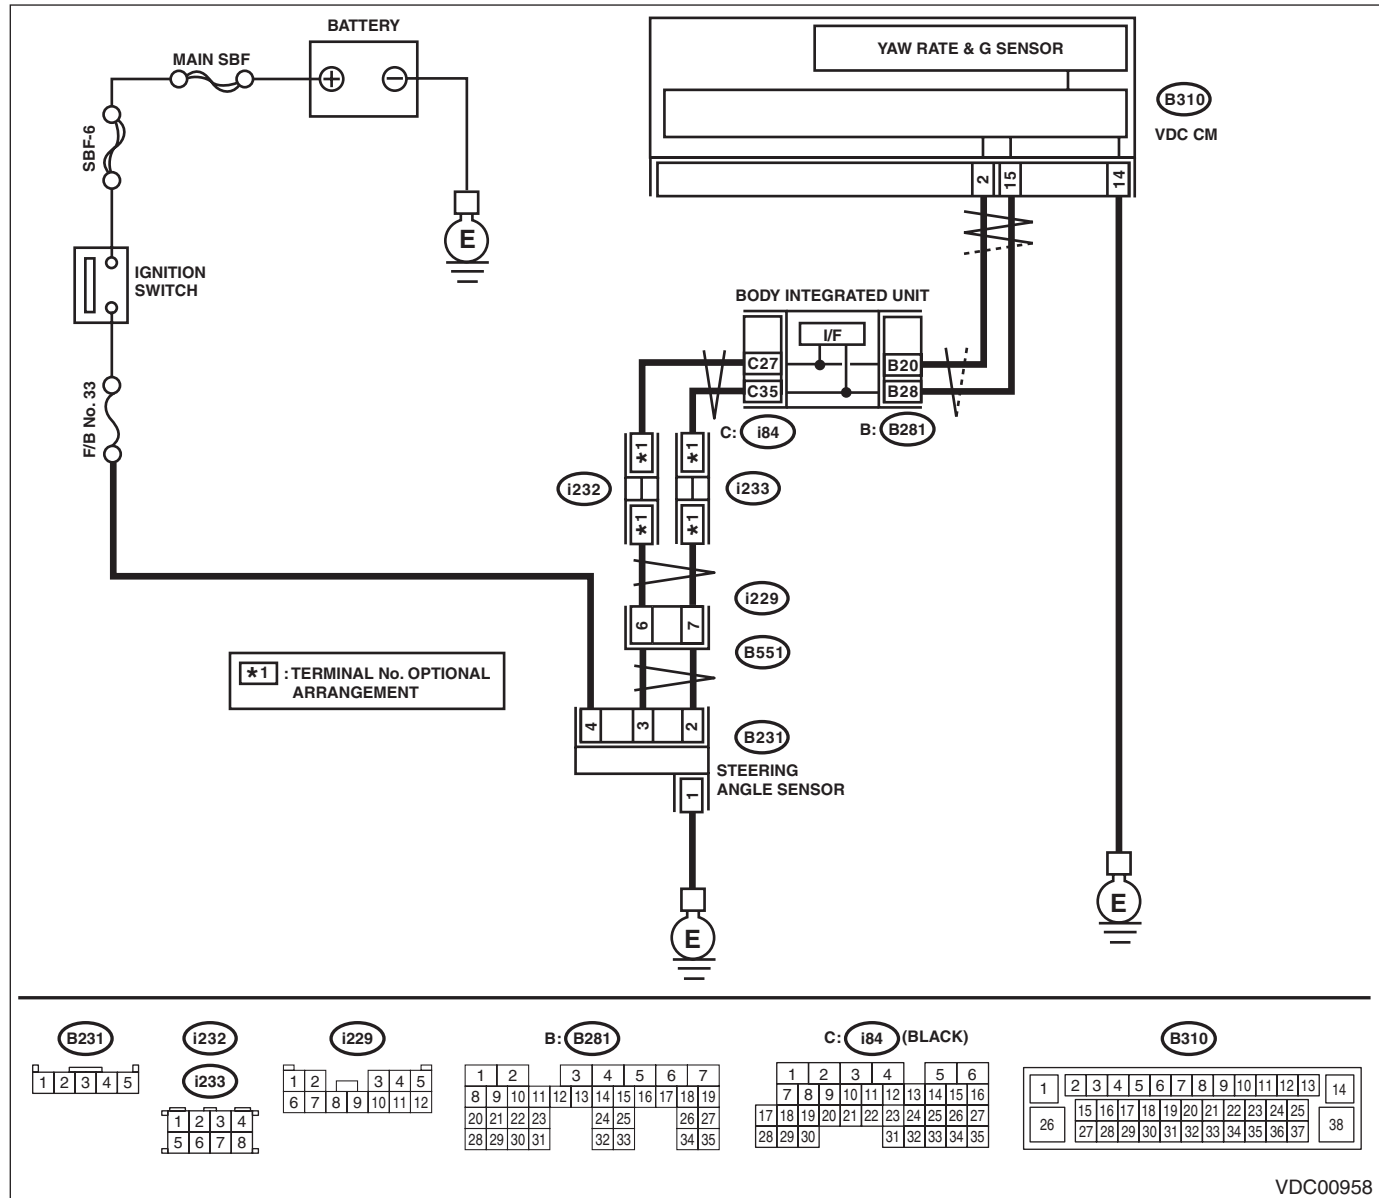 BATTERY
MAIN SBF
SBF-6
IGNITION
SWITCH
F/B No. 33
E
YAW RATE & G SENSOR
B310
VDC CM
2 15 14
BODY INTEGRATED UNIT
I/F
C27 B20
C35 B28
C: i84 B: B281
*1 *1
i232 i233
*1 *1
i229
6 7
B551
*1 : TERMINAL No. OPTIONAL
ARRANGEMENT
4 3 2
B231
STEERING
ANGLE SENSOR
1
E
E
B231
1 2 3 4 5
i232
i233
1 2 3 4
5 6 7 8
i229
1 2 3 4 5
6 7 8 9 10 11 12
B: B281
1 2 3 4 5 6 7
8 9 10 11 12 13 14 15 16 17 18 19
20 21 22 23 24 25 26 27
28 29 30 31 32 33 34 35
C: i84 (BLACK)
1 2 3 4 5 6
7 8 9 10 11 12 13 14 15 16
17 18 19 20 21 22 23 24 25 26 27
28 29 30 31 32 33 34 35
B310
1 2 3 4 5 6 7 8 9 10 11 12 13 14
15 16 17 18 19 20 21 22 23 24 25
26 27 28 29 30 31 32 33 34 35 36 37 38
VDC00958